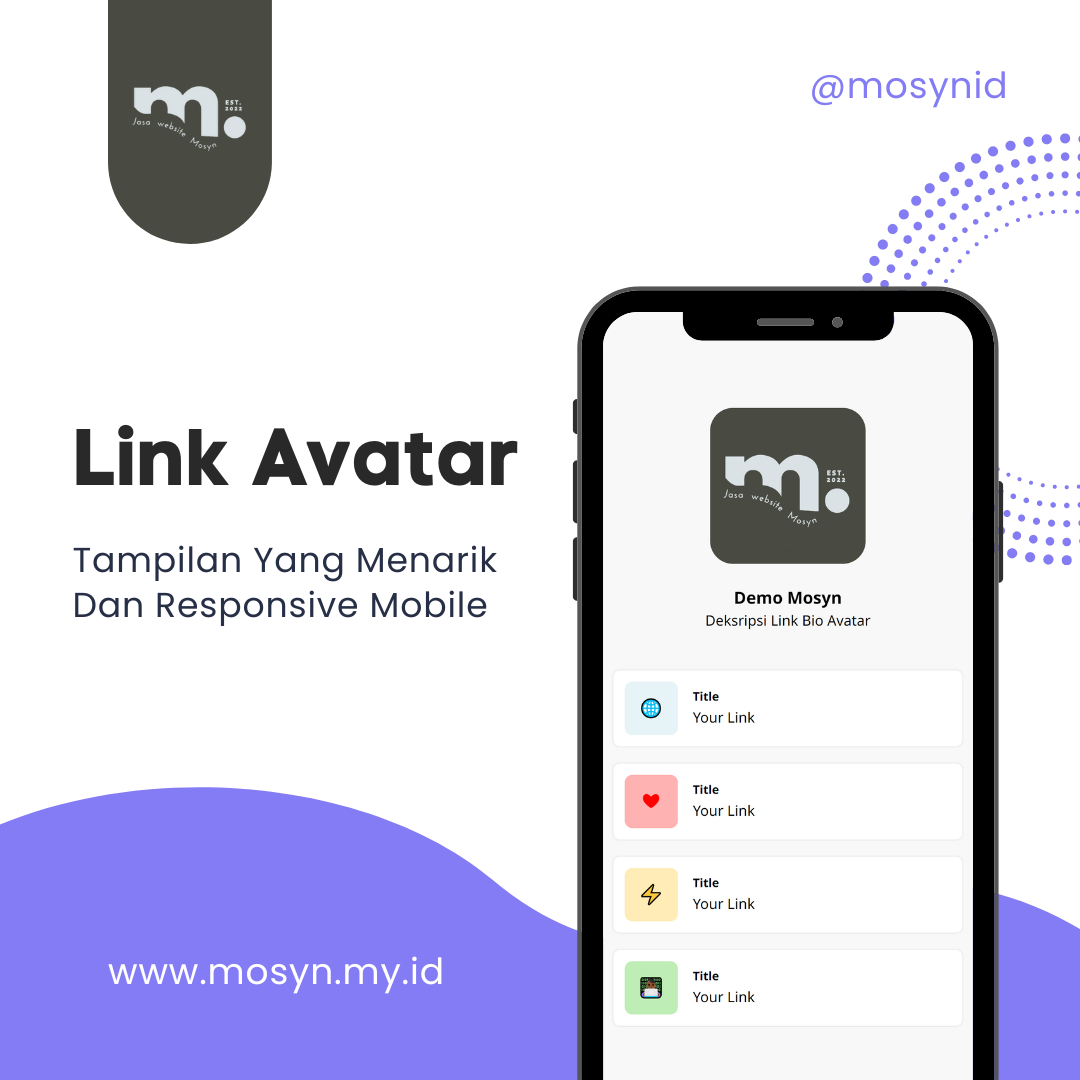 m.
EST.
2022
Jasa website Mosyn
@mosynid
Link Avatar
Tampilan Yang Menarik
Dan Responsive Mobile
m.
EST.
2022
Jasa website Mosyn
Demo Mosyn
Deksripsi Link Bio Avatar
Title
Your Link
Title
Your Link
Title
Your Link
Title
Your Link
www.mosyn.my.id